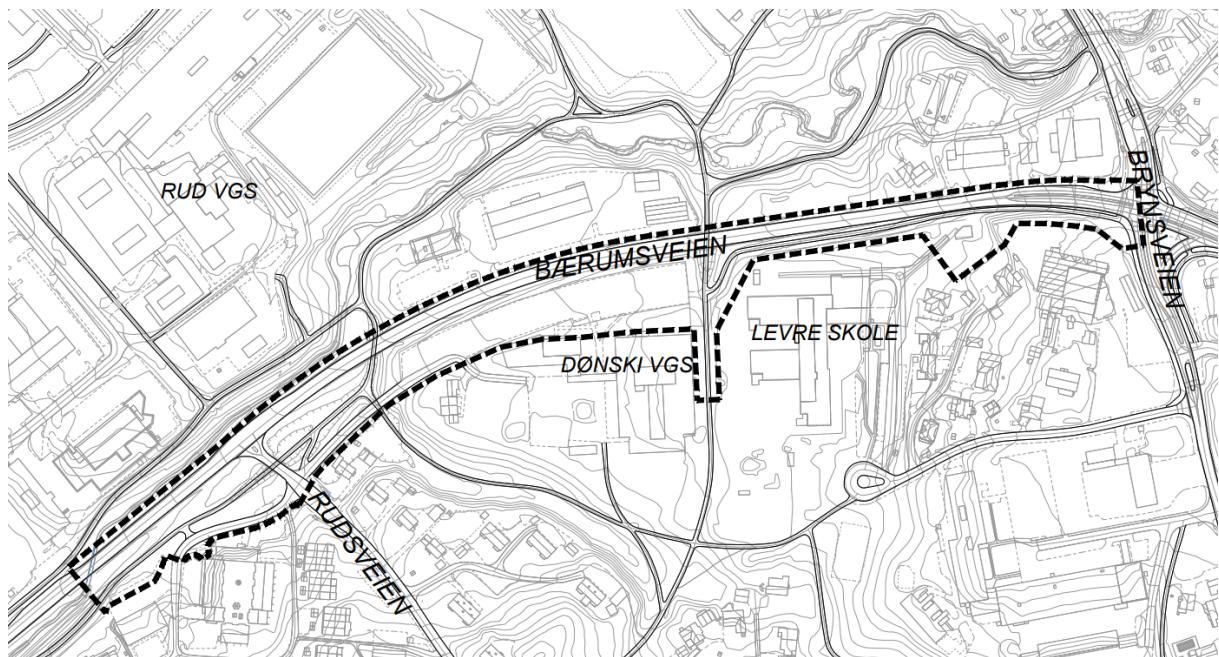 RUD VGS
BRYNSVEIEN
BÆRUMSVEIEN
LEVRE SKOLE
DØNSKI VGS
RUDSVEIEN